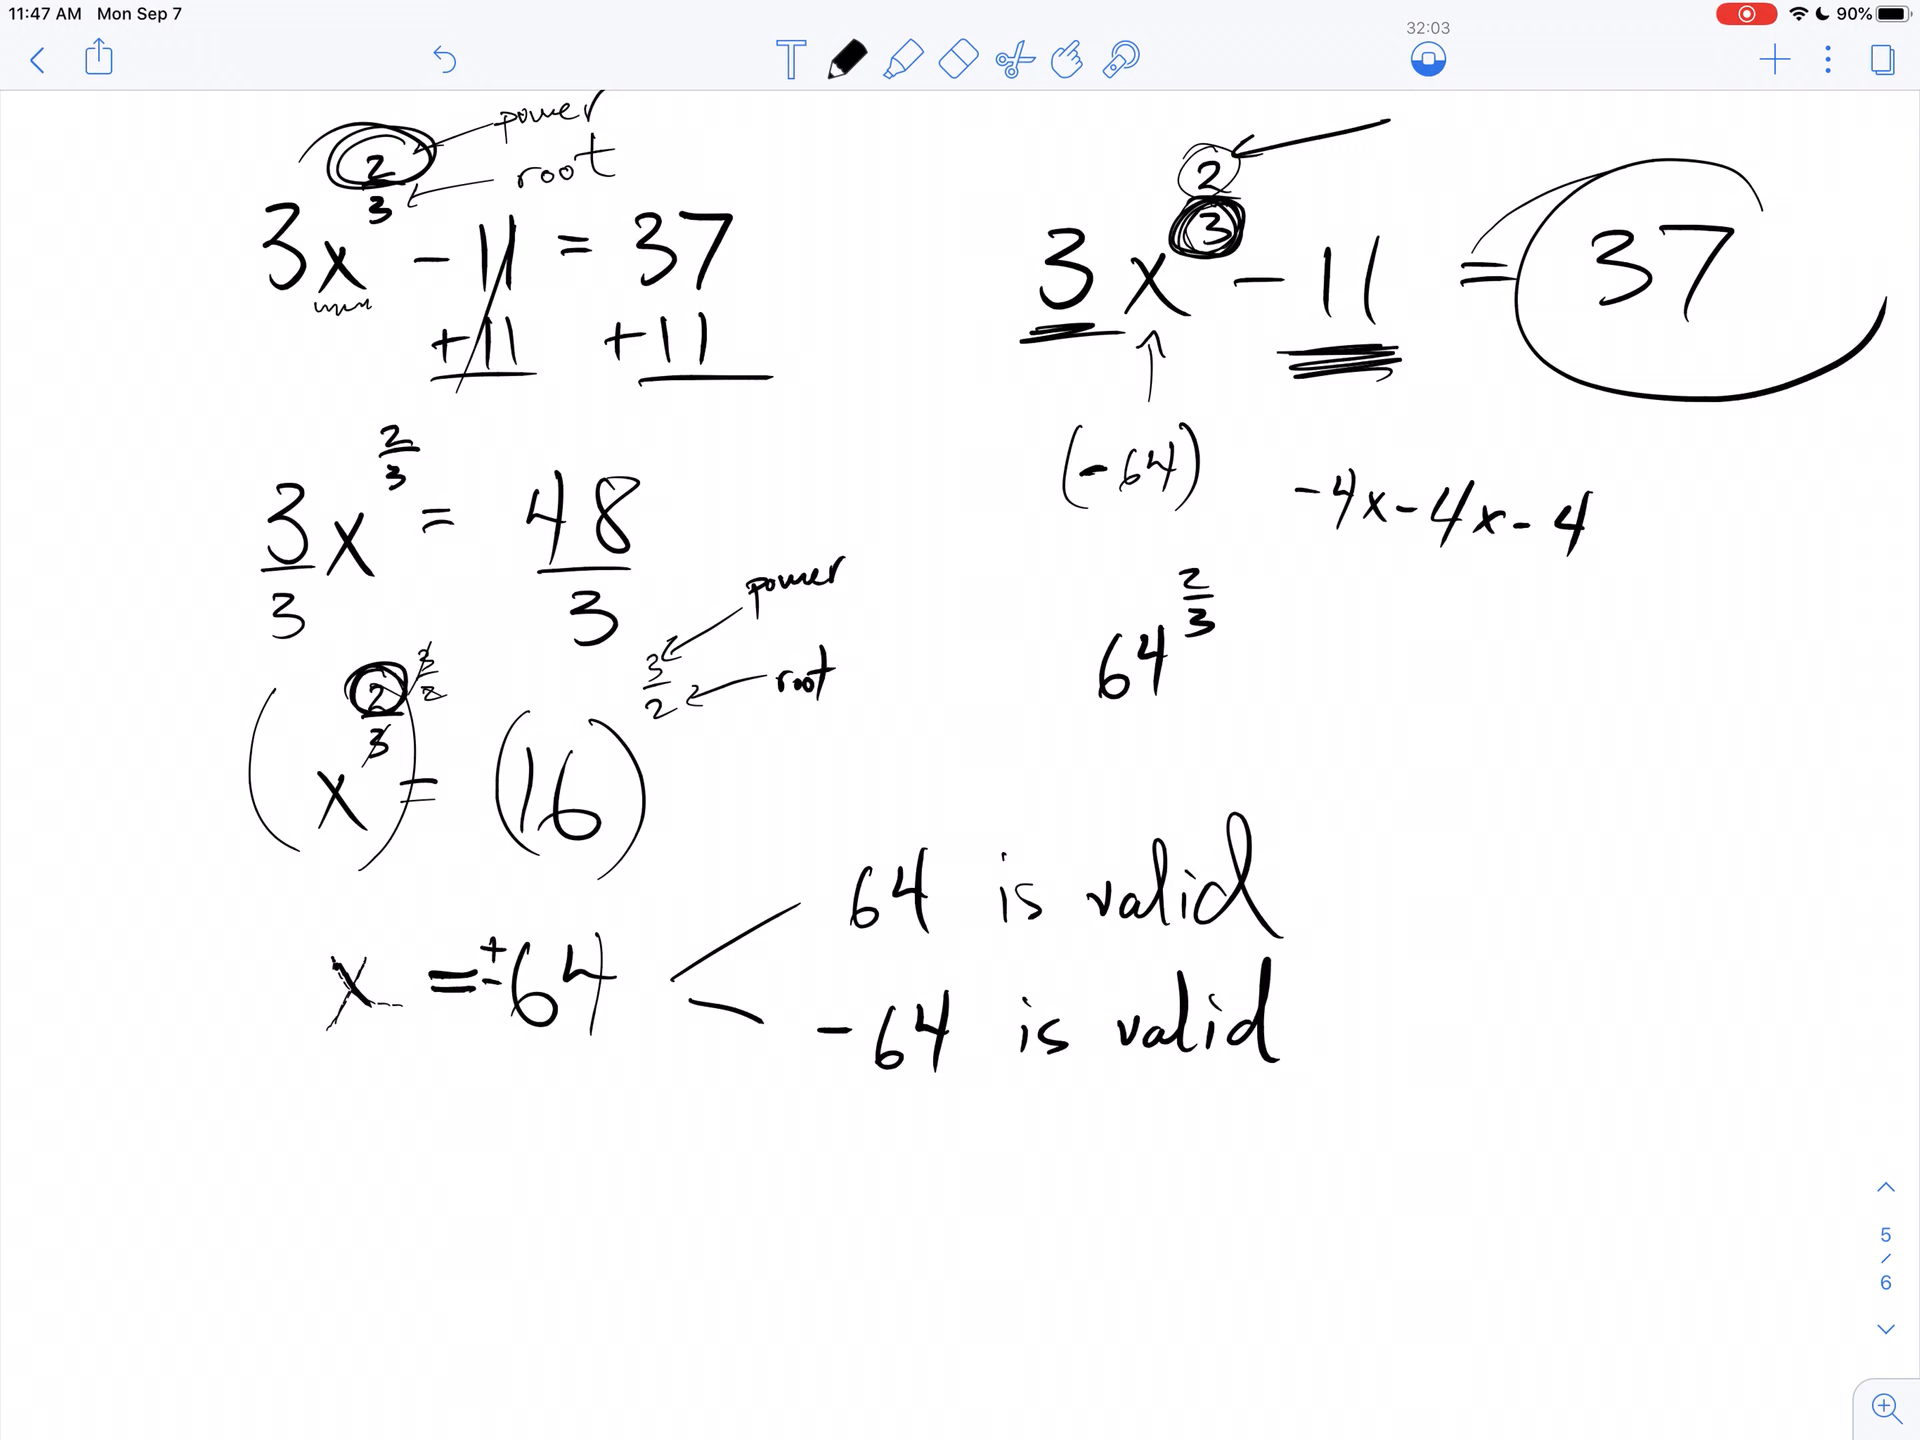 11:47 AM Mon Sep 7
90%
32:03
T
power
root
3x^(2/3) - 11 = 37
+11 +11
3x^(2/3) = 48
3 3
power
root
3/2
(x^(2/3))^(3/2) = (16)^(3/2)
x = ±64
64 is valid
-64 is valid
3x^(2/3) - 11 = 37
(-64)
-4x-4x-4
64^(2/3)
5
/
6